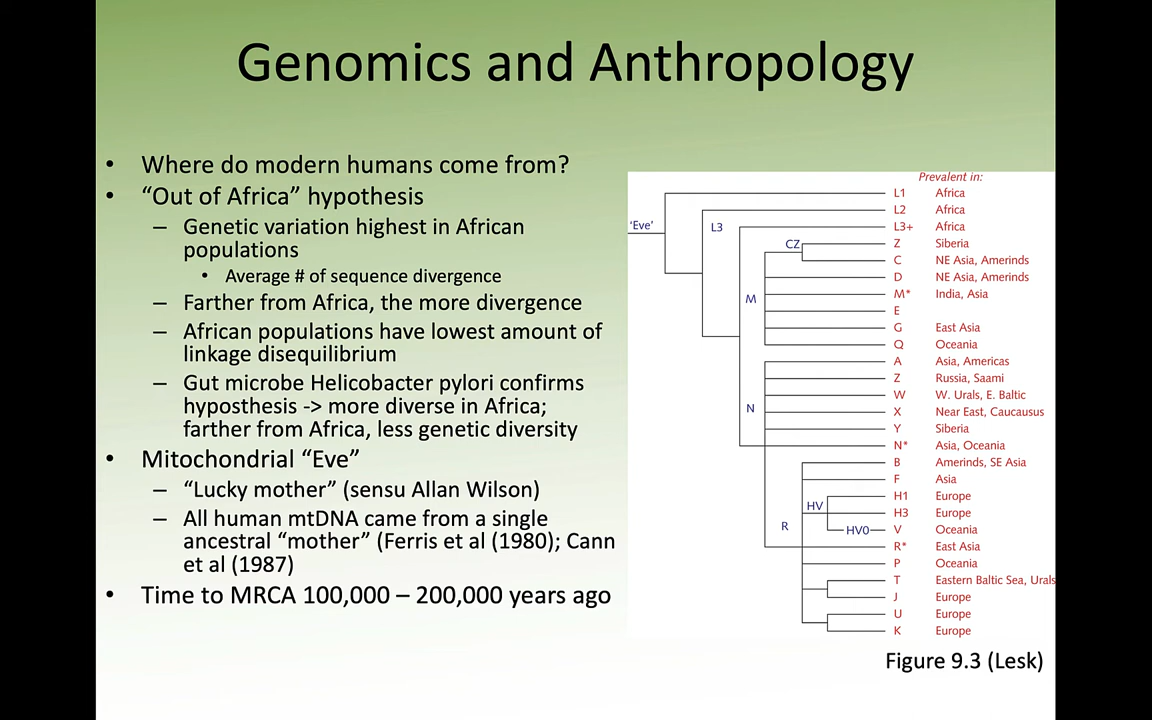 Genomics and Anthropology
• Where do modern humans come from?
• “Out of Africa” hypothesis
– Genetic variation highest in African
populations
• Average # of sequence divergence
– Farther from Africa, the more divergence
– African populations have lowest amount of
linkage disequilibrium
– Gut microbe Helicobacter pylori confirms
hyposthesis -> more diverse in Africa;
farther from Africa, less genetic diversity
• Mitochondrial “Eve”
– “Lucky mother” (sensu Allan Wilson)
– All human mtDNA came from a single
ancestral “mother” (Ferris et al (1980); Cann
et al (1987)
• Time to MRCA 100,000 – 200,000 years ago
Prevalent in:
L1 Africa
L2 Africa
‘Eve’ L3 L3+ Africa
Z Siberia
CZ
C NE Asia, Amerinds
D NE Asia, Amerinds
M M* India, Asia
E
G East Asia
Q Oceania
A Asia, Americas
Z Russia, Saami
W W. Urals, E. Baltic
N X Near East, Caucausus
Y Siberia
N* Asia, Oceania
B Amerinds, SE Asia
F Asia
H1 Europe
HV
H3 Europe
R HV0 V Oceania
R* East Asia
P Oceania
T Eastern Baltic Sea, Urals
J Europe
U Europe
K Europe
Figure 9.3 (Lesk)